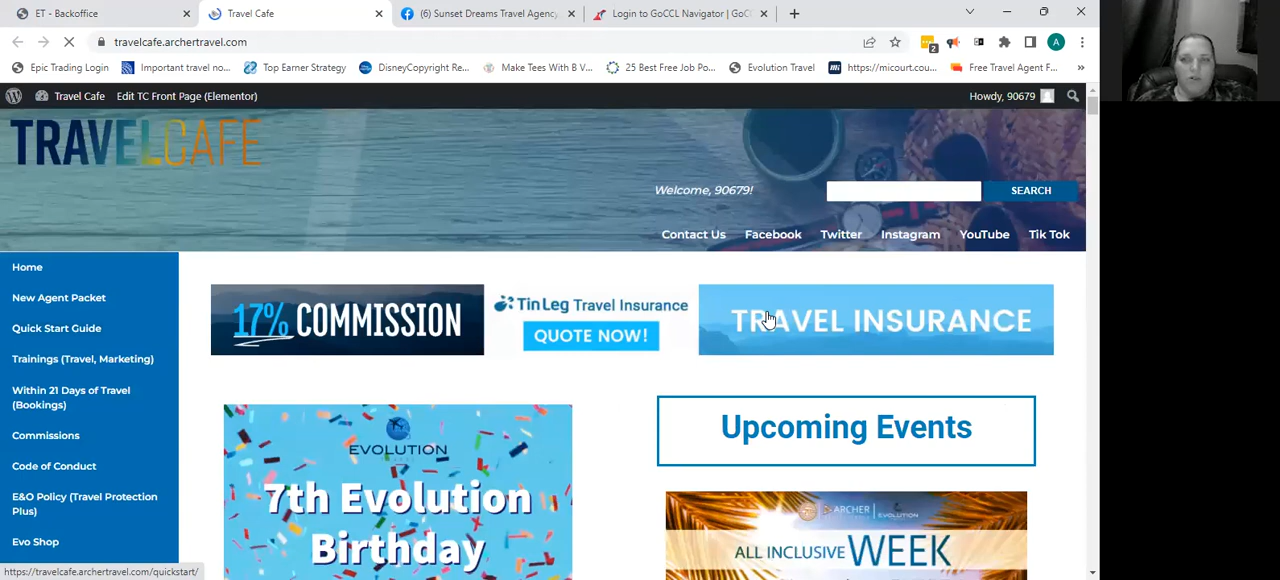 ET - Backoffice
Travel Cafe
(6) Sunset Dreams Travel Agency
Login to GoCCL Navigator | GoC
travelcafe.archertravel.com
2
A
Epic Trading Login
Important travel no...
Top Earner Strategy
DisneyCopyright Re...
Make Tees With B V...
25 Best Free Job Po...
Evolution Travel
https://micourt.cou...
Free Travel Agent F...
»
Travel Cafe
Edit TC Front Page (Elementor)
Howdy, 90679
TRAVELCAFE
Welcome, 90679!
SEARCH
Contact Us
Facebook
Twitter
Instagram
YouTube
Tik Tok
Home
New Agent Packet
Quick Start Guide
Trainings (Travel, Marketing)
Within 21 Days of Travel
(Bookings)
Commissions
Code of Conduct
E&O Policy (Travel Protection
Plus)
Evo Shop
17% COMMISSION
Tin Leg Travel Insurance
QUOTE NOW!
TRAVEL INSURANCE
EVOLUTION
7th Evolution
Birthday
Upcoming Events
ARCHER
EVOLUTION
ALL INCLUSIVE WEEK
https://travelcafe.archertravel.com/quickstart/